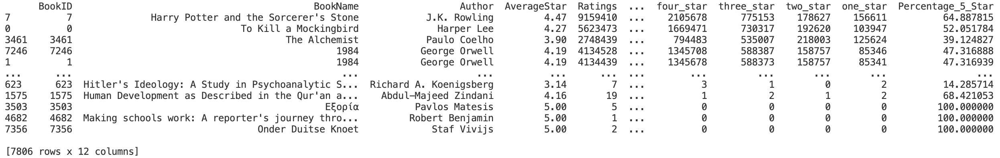 BookID BookName Author AverageStar Ratings ... four_star three_star two_star one_star Percentage_5_Star
7 7 Harry Potter and the Sorcerer's Stone J.K. Rowling 4.47 9159410 ... 2105678 775153 178627 156611 64.887815
0 0 To Kill a Mockingbird Harper Lee 4.27 5623473 ... 1669471 730317 192620 103947 52.051784
3461 3461 The Alchemist Paulo Coelho 3.90 2748439 ... 794483 535007 218003 125624 39.124827
7246 7246 1984 George Orwell 4.19 4134528 ... 1345708 588387 158757 85346 47.316888
1 1 1984 George Orwell 4.19 4134439 ... 1345678 588373 158757 85341 47.316939
... ... ... ... ... ... ... ... ... ... ... ...
623 623 Hitler's Ideology: A Study in Psychoanalytic S... Richard A. Koenigsberg 3.14 7 ... 3 1 0 2 14.285714
1575 1575 Human Development as Described in the Qur'an a... Abdul-Majeed Zindani 4.16 19 ... 1 2 1 2 68.421053
3503 3503 Εξορία Pavlos Matesis 5.00 5 ... 0 0 0 0 100.000000
4682 4682 Making schools work: A reporter's journey thro... Robert Benjamin 5.00 1 ... 0 0 0 0 100.000000
7356 7356 Onder Duitse Knoet Staf Vivijs 5.00 2 ... 0 0 0 0 100.000000
[7806 rows x 12 columns]